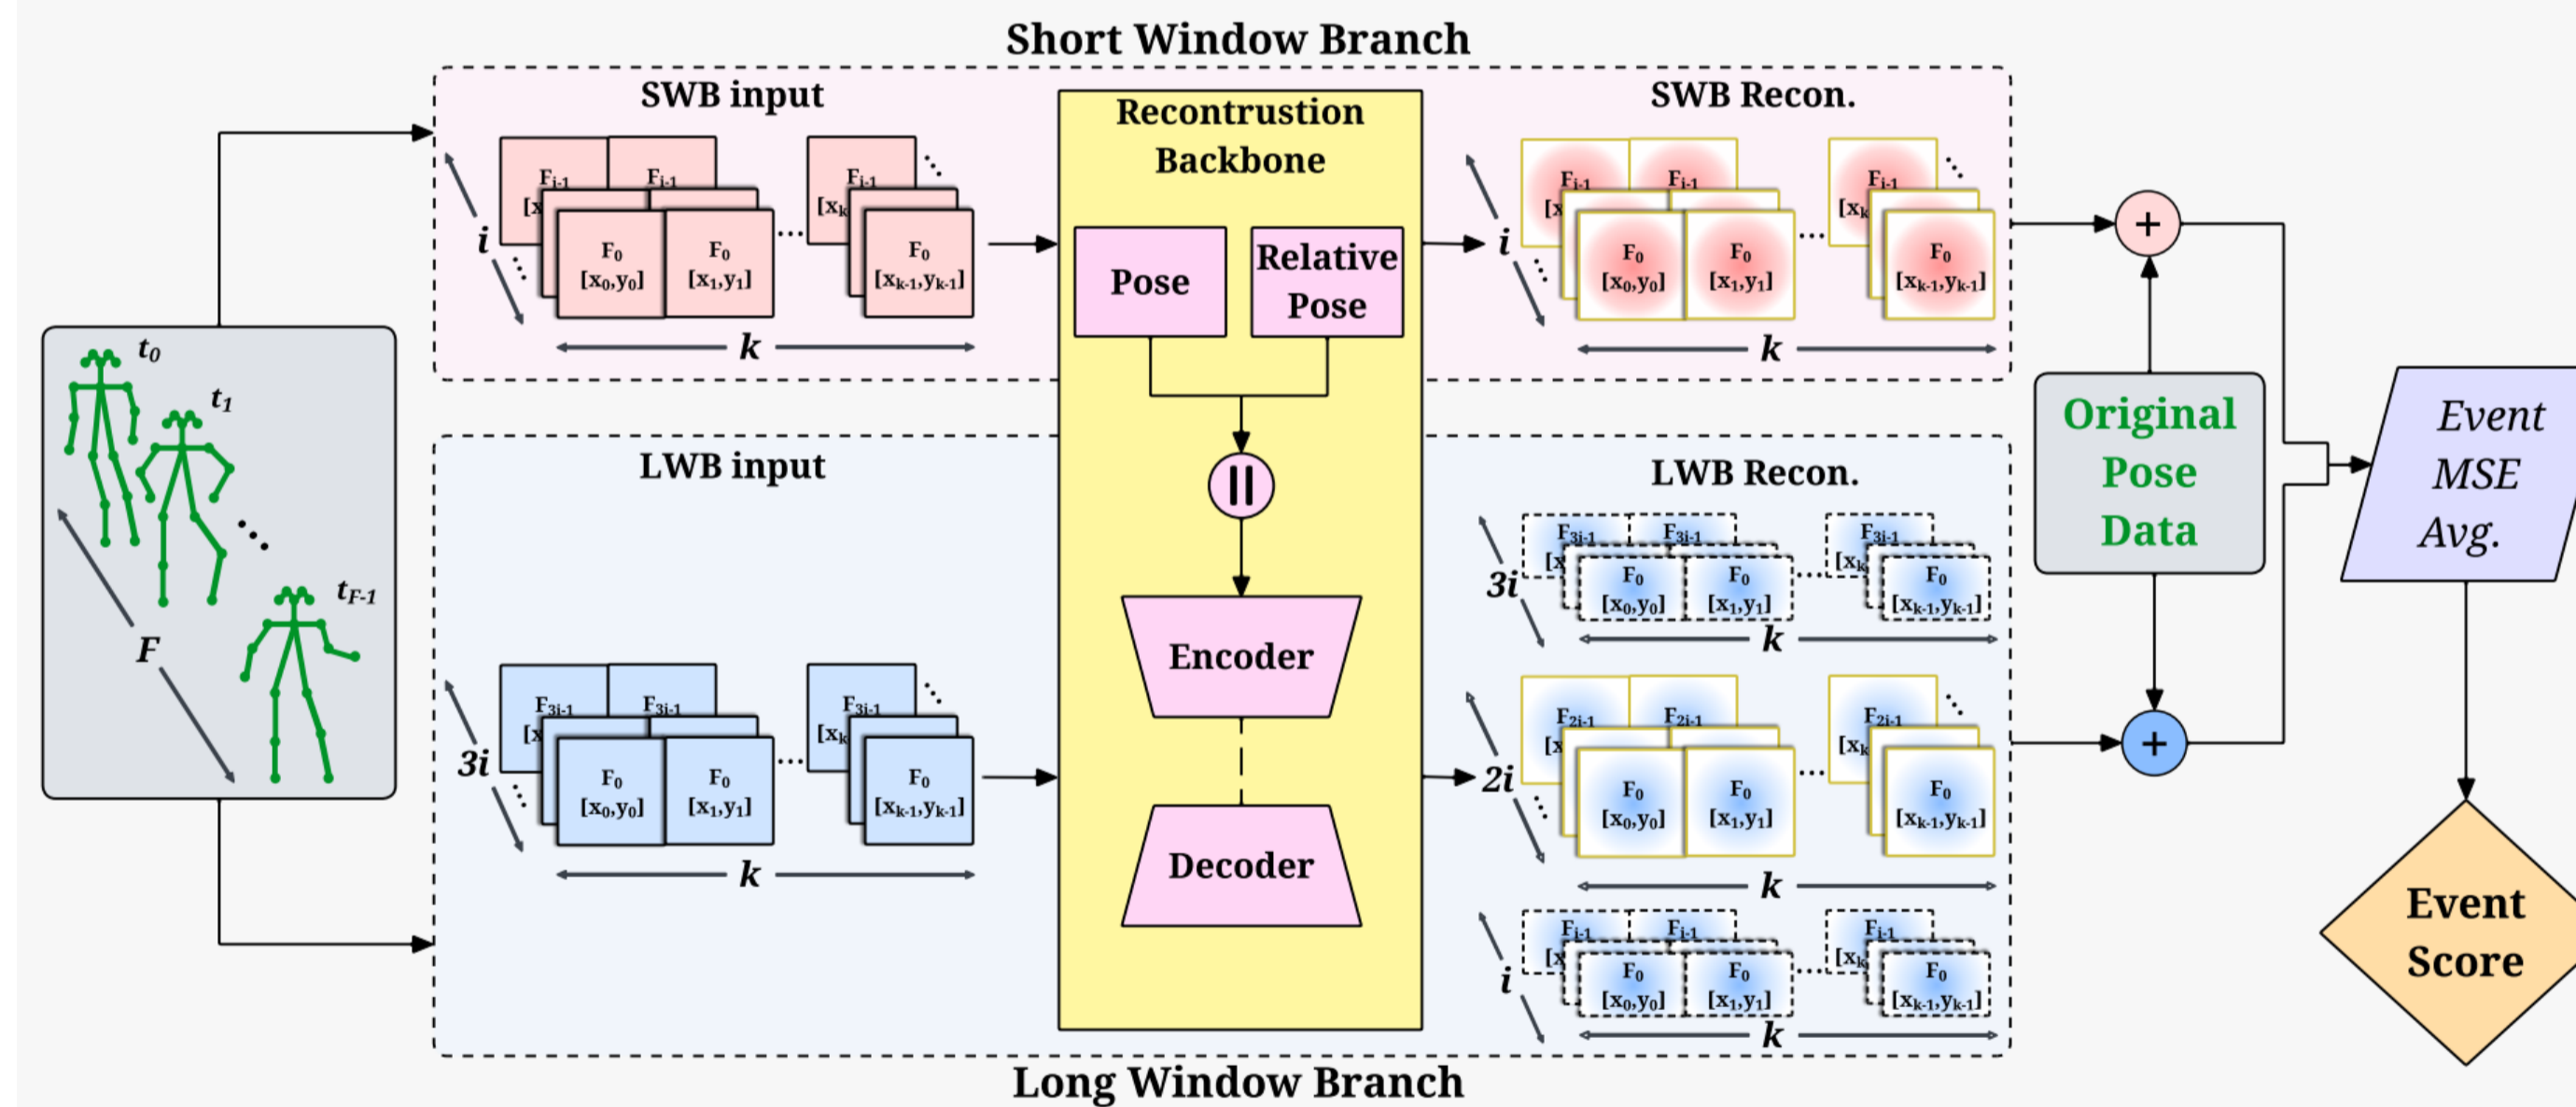 Short Window Branch
SWB input
F_{i-1} F_{i-1} F_{i-1}
[x [x_k
i
F_0 F_0 ... F_0
[x_0,y_0] [x_1,y_1] [x_{k-1},y_{k-1}]
k
Recontrustion
Backbone
Pose
Relative
Pose
||
Encoder
Decoder
SWB Recon.
F_{i-1} F_{i-1} F_{i-1}
[x [x_k
i
F_0 F_0 ... F_0
[x_0,y_0] [x_1,y_1] [x_{k-1},y_{k-1}]
k
t_0
t_1
t_{F-1}
F
LWB input
F_{3i-1} F_{3i-1} F_{3i-1}
[x [x_k
3i
F_0 F_0 ... F_0
[x_0,y_0] [x_1,y_1] [x_{k-1},y_{k-1}]
k
LWB Recon.
F_{3i-1} F_{3i-1} F_{3i-1}
[x [x_k
3i
F_0 F_0 ... F_0
[x_0,y_0] [x_1,y_1] [x_{k-1},y_{k-1}]
k
F_{2i-1} F_{2i-1} F_{2i-1}
[x [x_k
2i
F_0 F_0 ... F_0
[x_0,y_0] [x_1,y_1] [x_{k-1},y_{k-1}]
k
F_{i-1} F_{i-1} F_{i-1}
[x [x_k
i
F_0 F_0 ... F_0
[x_0,y_0] [x_1,y_1] [x_{k-1},y_{k-1}]
k
Long Window Branch
+
Original
Pose
Data
+
Event
MSE
Avg.
Event
Score